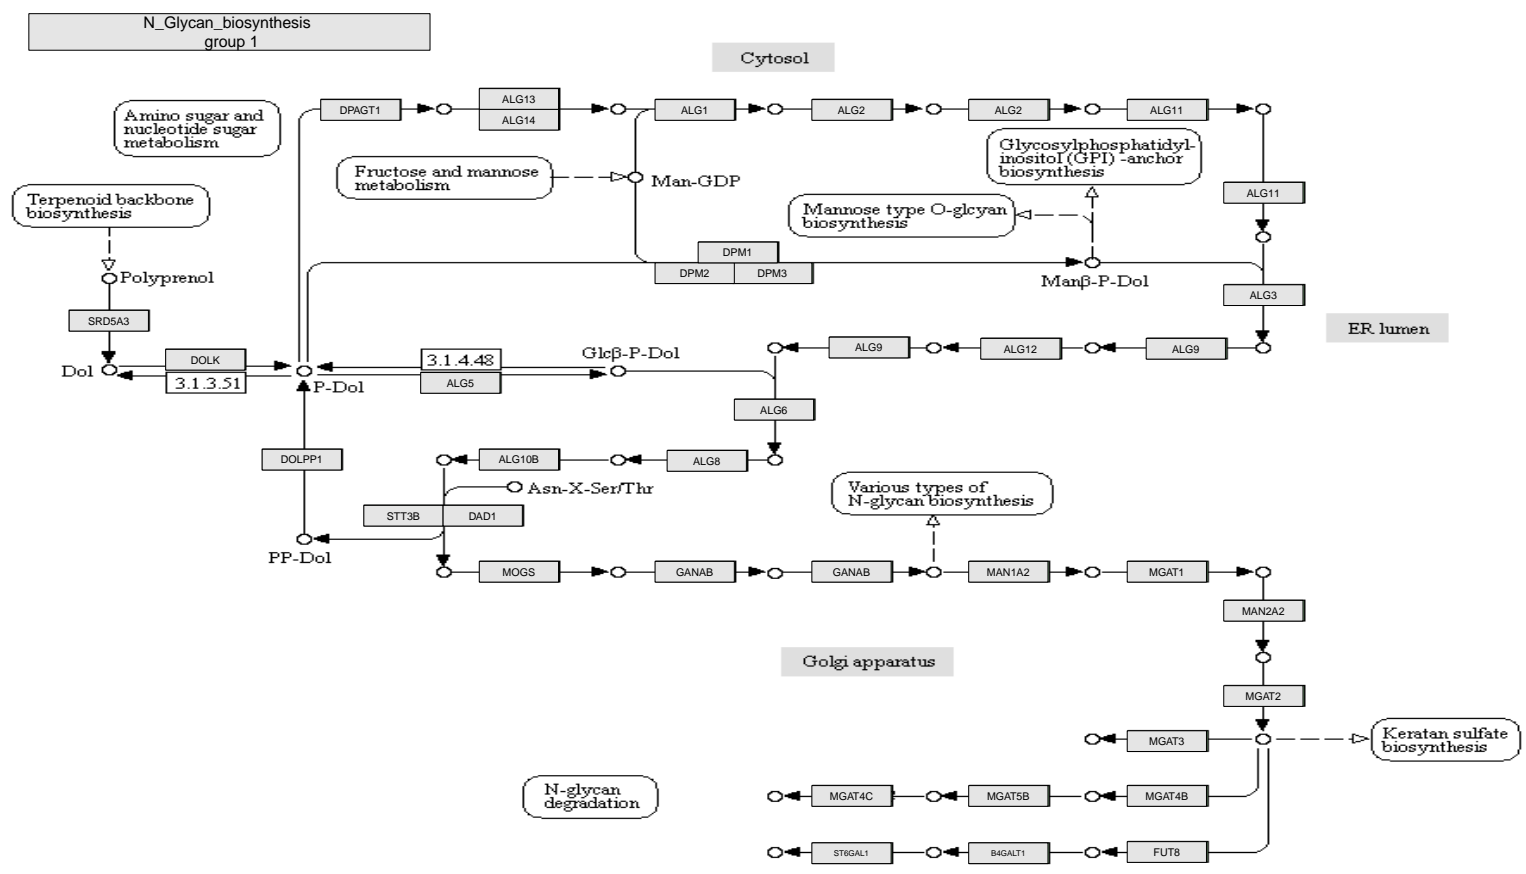 N_Glycan_biosynthesis
group 1
Cytosol
Amino sugar and
nucleotide sugar
metabolism
DPAGT1
ALG13
ALG14
ALG1
ALG2
ALG2
ALG11
Fructose and mannose
metabolism
Man-GDP
Glycosylphosphatidyl-
inositol (GPI) -anchor
biosynthesis
Terpenoid backbone
biosynthesis
Mannose type O-glcyan
biosynthesis
ALG11
DPM1
DPM2
DPM3
Polyprenol
Manβ-P-Dol
ALG3
SRD5A3
ER lumen
DOLK
3.1.4.48
Glcβ-P-Dol
ALG9
ALG12
ALG9
Dol
3.1.3.51
P-Dol
ALG5
ALG6
DOLPP1
ALG10B
ALG8
Asn-X-Ser/Thr
Various types of
N-glycan biosynthesis
STT3B
DAD1
PP-Dol
MOGS
GANAB
GANAB
MAN1A2
MGAT1
MAN2A2
Golgi apparatus
MGAT2
MGAT3
Keratan sulfate
biosynthesis
N-glycan
degradation
MGAT4C
MGAT5B
MGAT4B
ST6GAL1
B4GALT1
FUT8